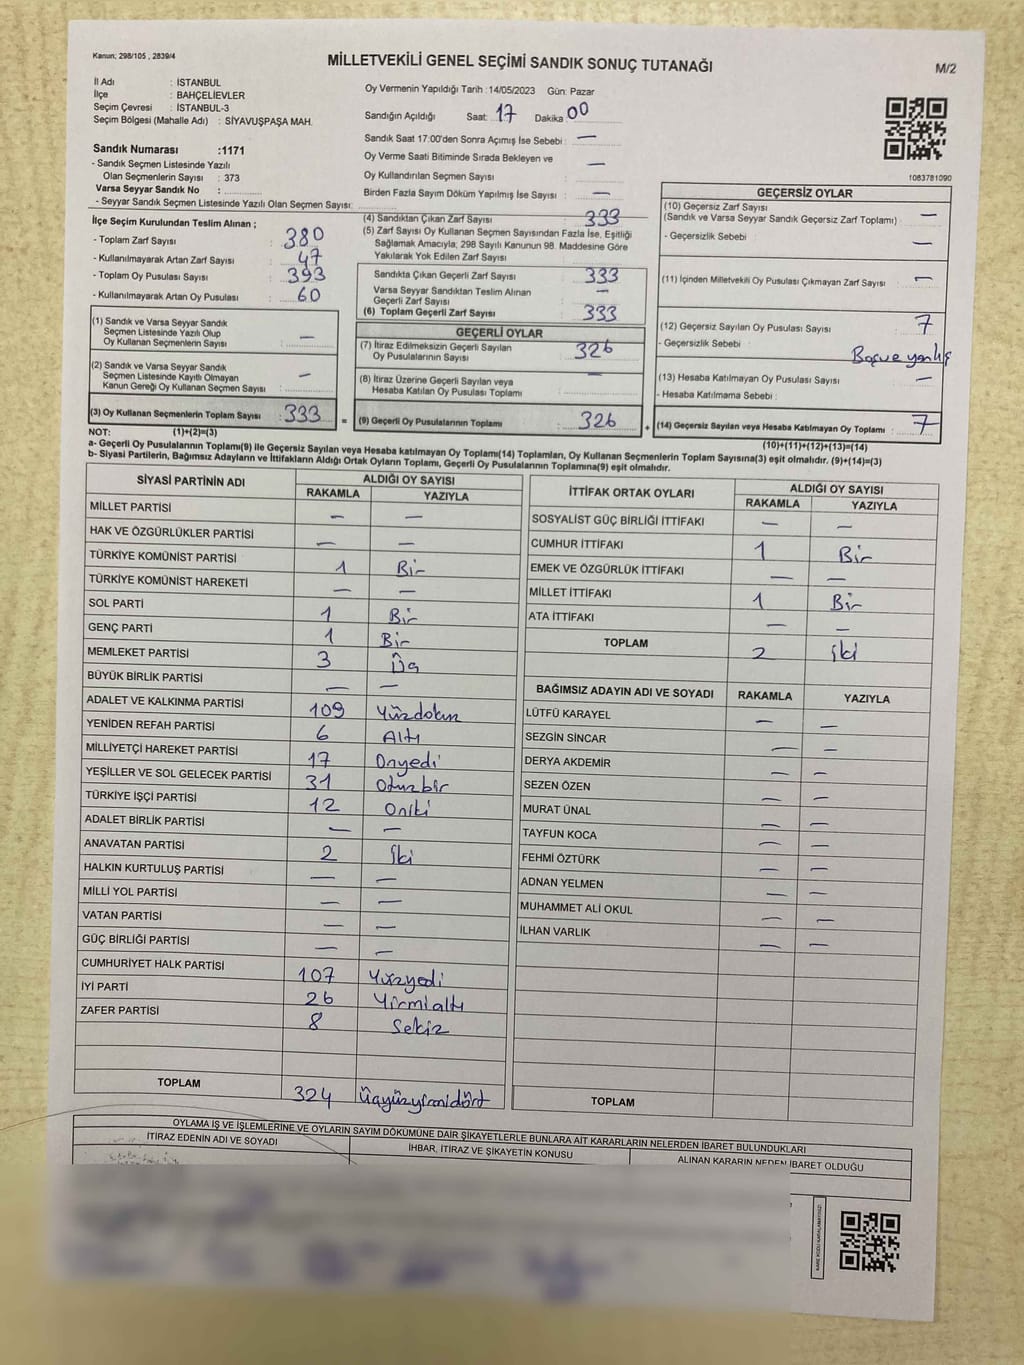 Kanun; 298/105 , 2839/4
MİLLETVEKİLİ GENEL SEÇİMİ SANDIK SONUÇ TUTANAĞI
M/2
İl Adı : İSTANBUL
İlçe : BAHÇELİEVLER
Seçim Çevresi : İSTANBUL-3
Seçim Bölgesi (Mahalle Adı) : SİYAVUŞPAŞA MAH.
Sandık Numarası :1171
- Sandık Seçmen Listesinde Yazılı
Olan Seçmenlerin Sayısı : 373
Varsa Seyyar Sandık No :
- Seyyar Sandık Seçmen Listesinde Yazılı Olan Seçmen Sayısı:
Oy Vermenin Yapıldığı Tarih :14/05/2023 Gün: Pazar
Sandığın Açıldığı Saat: 17 Dakika 00
Sandık Saat 17:00'den Sonra Açımış İse Sebebi : —
Oy Verme Saati Bitiminde Sırada Bekleyen ve
Oy Kullandırılan Seçmen Sayısı : —
Birden Fazla Sayım Döküm Yapılmış İse Sayısı : —
1083781090
İlçe Seçim Kurulundan Teslim Alınan ;
- Toplam Zarf Sayısı : 380
- Kullanılmayarak Artan Zarf Sayısı : 47
- Toplam Oy Pusulası Sayısı : 393
- Kullanılmayarak Artan Oy Pusulası : 60
(4) Sandıktan Çıkan Zarf Sayısı : 333
(5) Zarf Sayısı Oy Kullanan Seçmen Sayısından Fazla İse, Eşitliği
Sağlamak Amacıyla; 298 Sayılı Kanunun 98. Maddesine Göre
Yakılarak Yok Edilen Zarf Sayısı :
Sandıkta Çıkan Geçerli Zarf Sayısı : 333
Varsa Seyyar Sandıktan Teslim Alınan
Geçerli Zarf Sayısı : —
(6) Toplam Geçerli Zarf Sayısı : 333
GEÇERSİZ OYLAR
(10) Geçersiz Zarf Sayısı
(Sandık ve Varsa Seyyar Sandık Geçersiz Zarf Toplamı) : —
- Geçersizlik Sebebi : —
(11) İçinden Milletvekili Oy Pusulası Çıkmayan Zarf Sayısı : —
(12) Geçersiz Sayılan Oy Pusulası Sayısı : 7
- Geçersizlik Sebebi :
(13) Hesaba Katılmayan Oy Pusulası Sayısı : —
- Hesaba Katılmama Sebebi :
(14) Geçersiz Sayılan veya Hesaba Katılmayan Oy Toplamı : 7
(1) Sandık ve Varsa Seyyar Sandık
Seçmen Listesinde Yazılı Olup
Oy Kullanan Seçmenlerin Sayısı : —
(2) Sandık ve Varsa Seyyar Sandık
Seçmen Listesinde Kayıtlı Olmayan
Kanun Gereği Oy Kullanan Seçmen Sayısı : —
(3) Oy Kullanan Seçmenlerin Toplam Sayısı : 333 =
GEÇERLİ OYLAR
(7) İtiraz Edilmeksizin Geçerli Sayılan
Oy Pusulalarının Sayısı : 326
(8) İtiraz Üzerine Geçerli Sayılan veya
Hesaba Katılan Oy Pusulası Toplamı : —
(9) Geçerli Oy Pusulalarının Toplamı : 326 +
NOT: (1)+(2)=(3)
(10)+(11)+(12)+(13)=(14)
a- Geçerli Oy Pusulalarının Toplamı(9) ile Geçersiz Sayılan veya Hesaba katılmayan Oy Toplamı(14) Toplamları, Oy Kullanan Seçmenlerin Toplam Sayısına(3) eşit olmalıdır. (9)+(14)=(3)
b- Siyasi Partilerin, Bağımsız Adayların ve İttifakların Aldığı Ortak Oyların Toplamı, Geçerli Oy Pusulalarının Toplamına(9) eşit olmalıdır.
SİYASİ PARTİNİN ADI ALDIĞI OY SAYISI
RAKAMLA YAZIYLA
MİLLET PARTİSİ — —
HAK VE ÖZGÜRLÜKLER PARTİSİ — —
TÜRKİYE KOMÜNİST PARTİSİ 1 Bir
TÜRKİYE KOMÜNİST HAREKETİ — —
SOL PARTİ 1 Bir
GENÇ PARTİ 1 Bir
MEMLEKET PARTİSİ 3 Üç
BÜYÜK BİRLİK PARTİSİ — —
ADALET VE KALKINMA PARTİSİ 109 Yüzdokuz
YENİDEN REFAH PARTİSİ 6 Altı
MİLLİYETÇİ HAREKET PARTİSİ 17 Onyedi
YEŞİLLER VE SOL GELECEK PARTİSİ 31 Otuzbir
TÜRKİYE İŞÇİ PARTİSİ 12 Oniki
ADALET BİRLİK PARTİSİ — —
ANAVATAN PARTİSİ 2 İki
HALKIN KURTULUŞ PARTİSİ — —
MİLLİ YOL PARTİSİ — —
VATAN PARTİSİ — —
GÜÇ BİRLİĞİ PARTİSİ — —
CUMHURİYET HALK PARTİSİ 107 Yüzyedi
İYİ PARTİ 26 Yirmialtı
ZAFER PARTİSİ 8 Sekiz
TOPLAM 324 Üçyüzyirmidört
İTTİFAK ORTAK OYLARI ALDIĞI OY SAYISI
RAKAMLA YAZIYLA
SOSYALİST GÜÇ BİRLİĞİ İTTİFAKI — —
CUMHUR İTTİFAKI 1 Bir
EMEK VE ÖZGÜRLÜK İTTİFAKI — —
MİLLET İTTİFAKI 1 Bir
ATA İTTİFAKI — —
TOPLAM 2 İki
BAĞIMSIZ ADAYIN ADI VE SOYADI RAKAMLA YAZIYLA
LÜTFÜ KARAYEL — —
SEZGİN SİNCAR — —
DERYA AKDEMİR — —
SEZEN ÖZEN — —
MURAT ÜNAL — —
TAYFUN KOCA — —
FEHMİ ÖZTÜRK — —
ADNAN YELMEN — —
MUHAMMET ALİ OKUL — —
İLHAN VARLIK — —
TOPLAM
OYLAMA İŞ VE İŞLEMLERİNE VE OYLARIN SAYIM DÖKÜMÜNE DAİR ŞİKAYETLERLE BUNLARA AİT KARARLARIN NELERDEN İBARET BULUNDUKLARI
İTİRAZ EDENİN ADI VE SOYADI İHBAR, İTİRAZ VE ŞİKAYETİN KONUSU ALINAN KARARIN NEDEN İBARET OLDUĞU